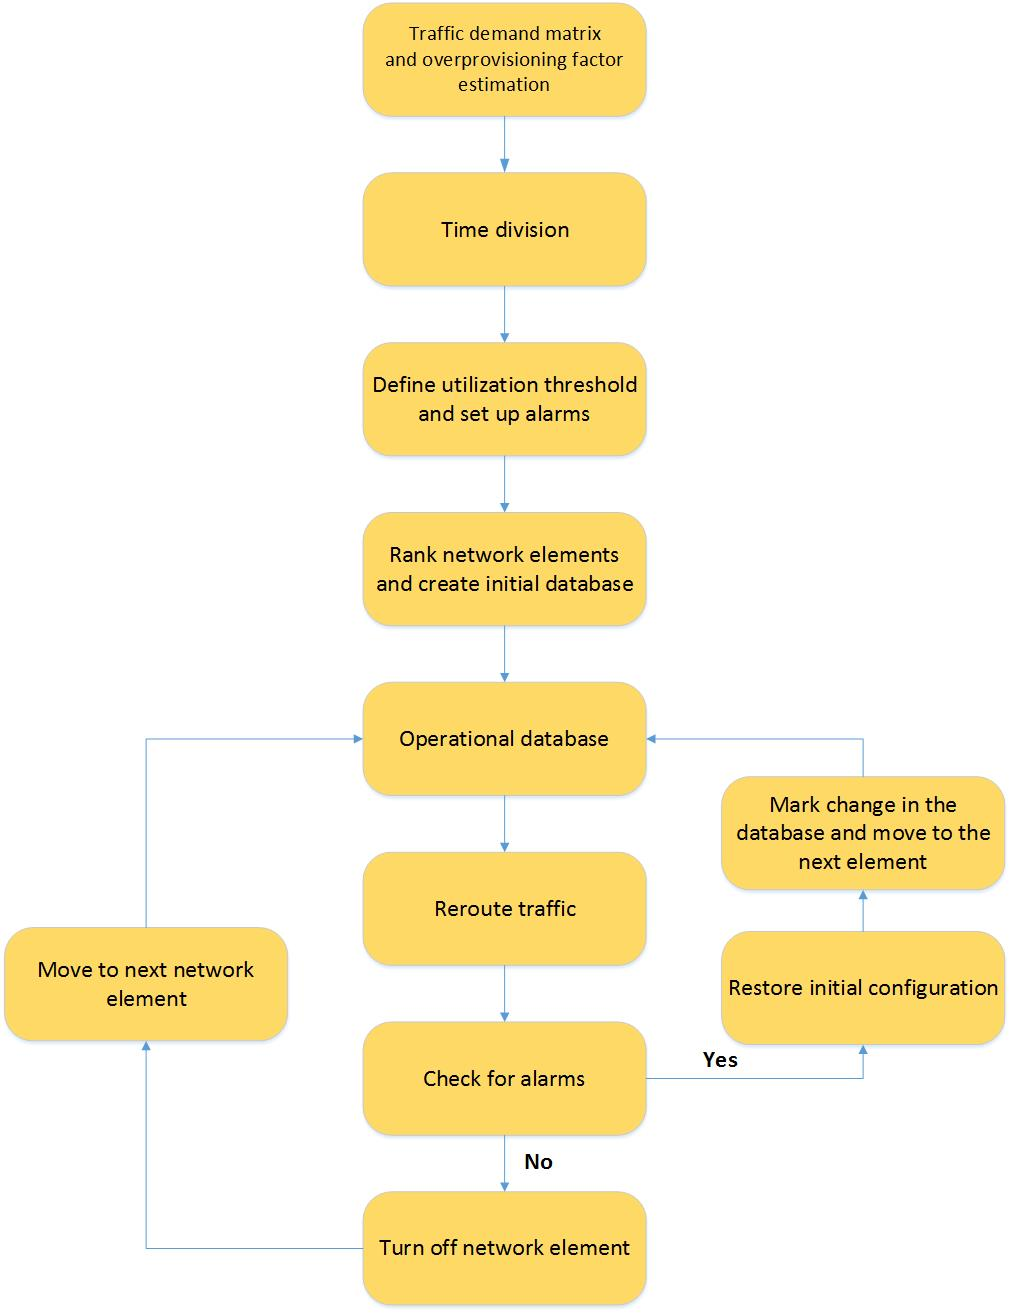 Traffic demand matrix
and overprovisioning factor
estimation
Time division
Define utilization threshold
and set up alarms
Rank network elements
and create initial database
Operational database
Mark change in the
database and move to the
next element
Reroute traffic
Move to next network
element
Restore initial configuration
Check for alarms
Yes
No
Turn off network element